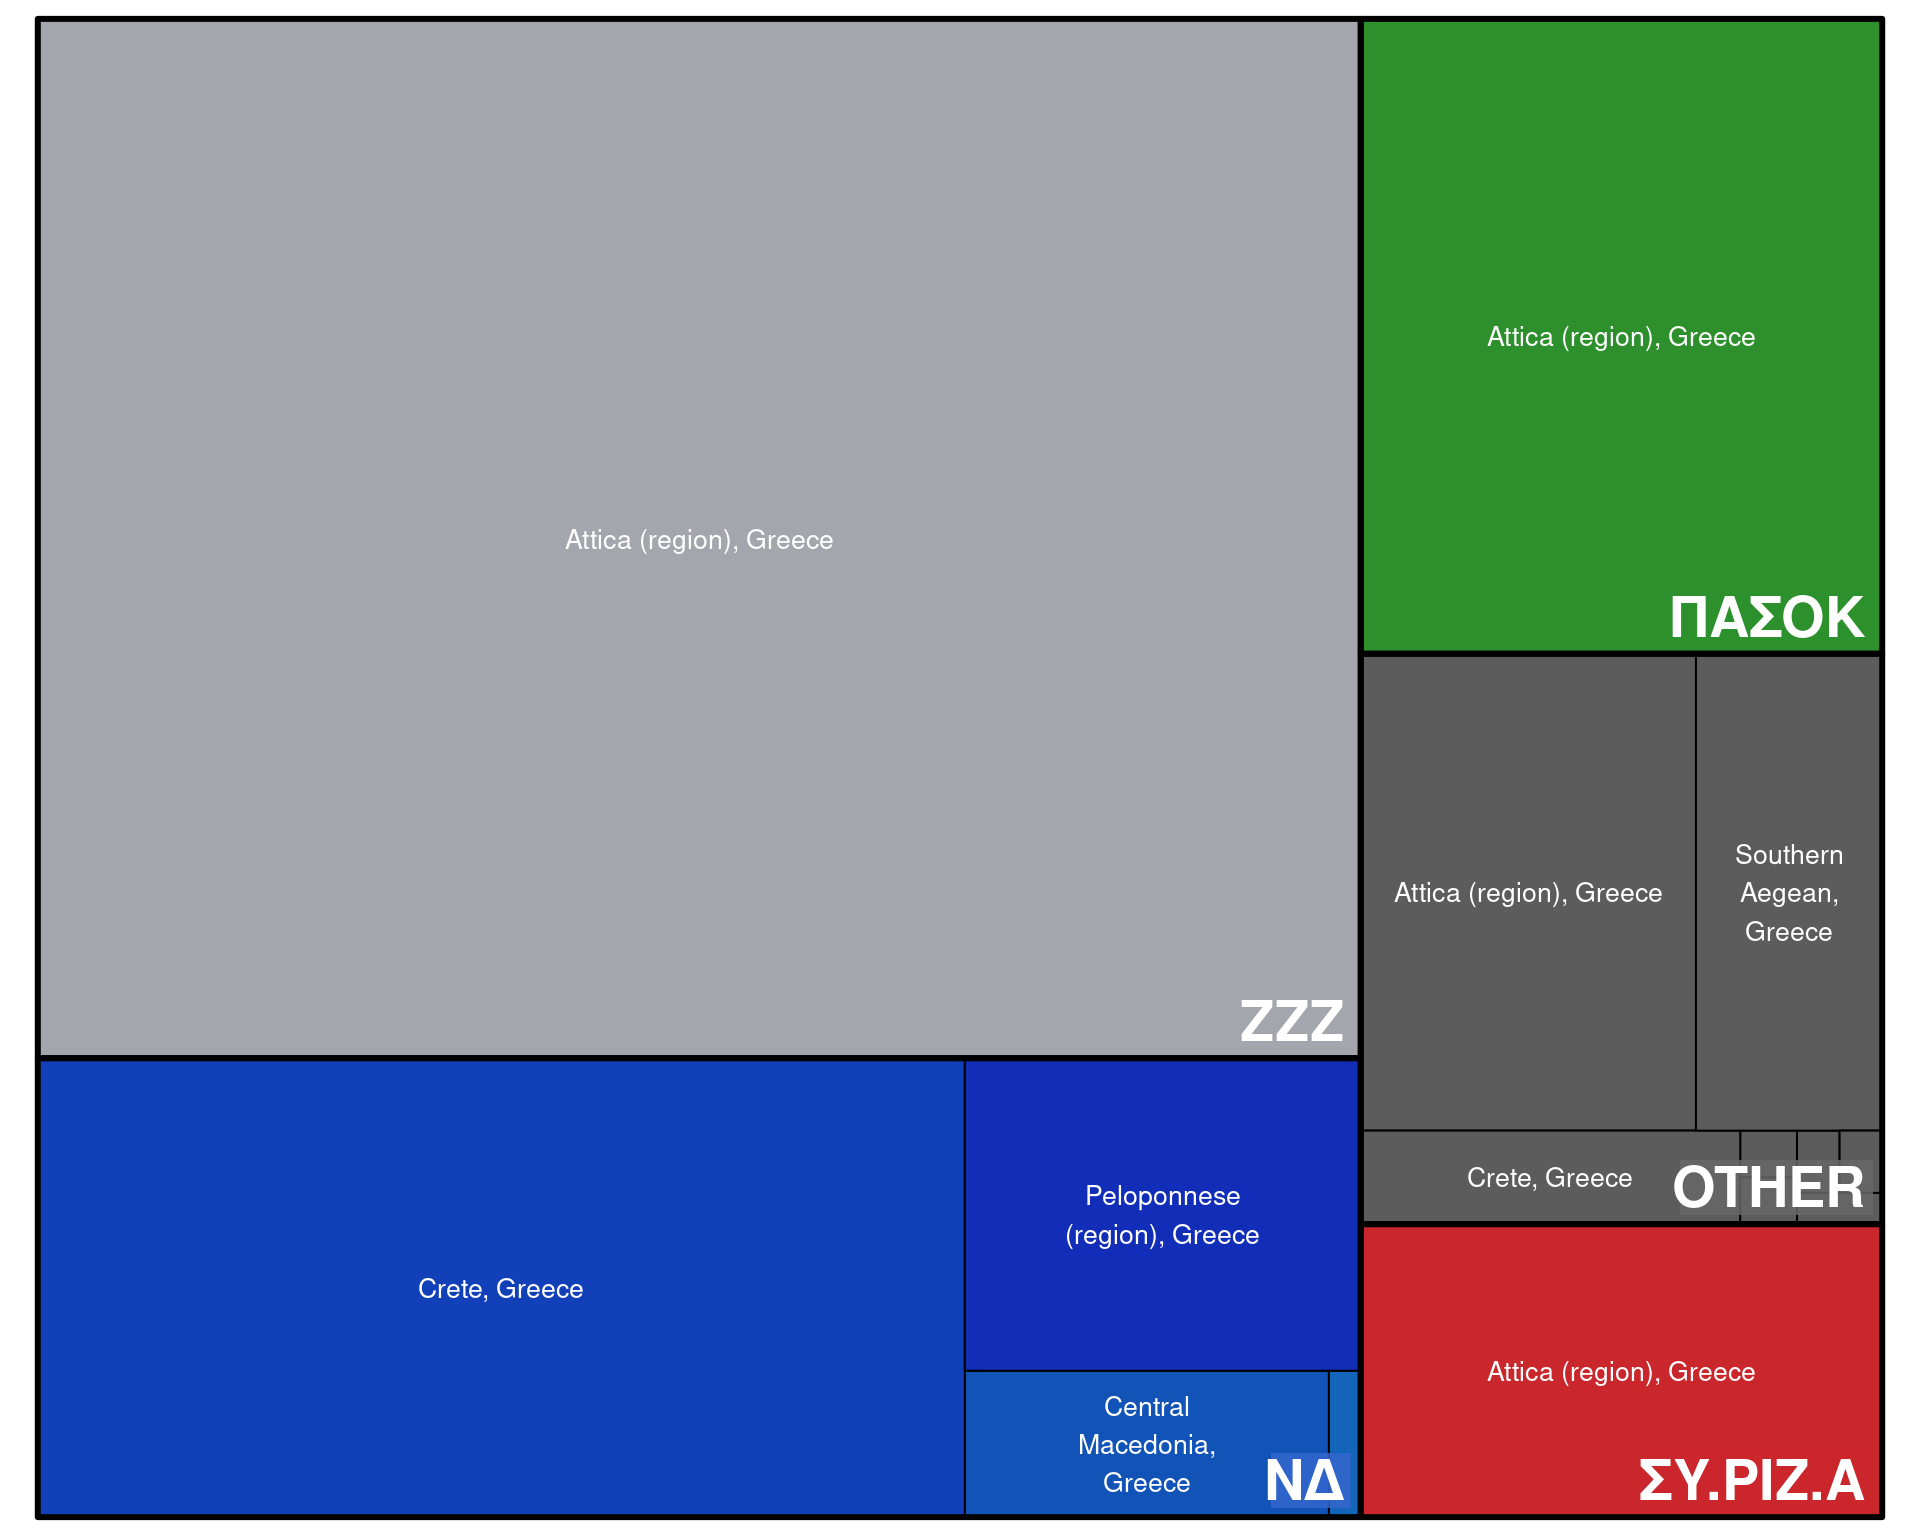 Attica (region), Greece
ZZZ
Attica (region), Greece
ΠΑΣΟΚ
Attica (region), Greece
Southern
Aegean,
Greece
Crete, Greece
OTHER
Crete, Greece
Peloponnese
(region), Greece
Central
Macedonia,
Greece
ΝΔ
Attica (region), Greece
ΣΥ.ΡΙΖ.Α